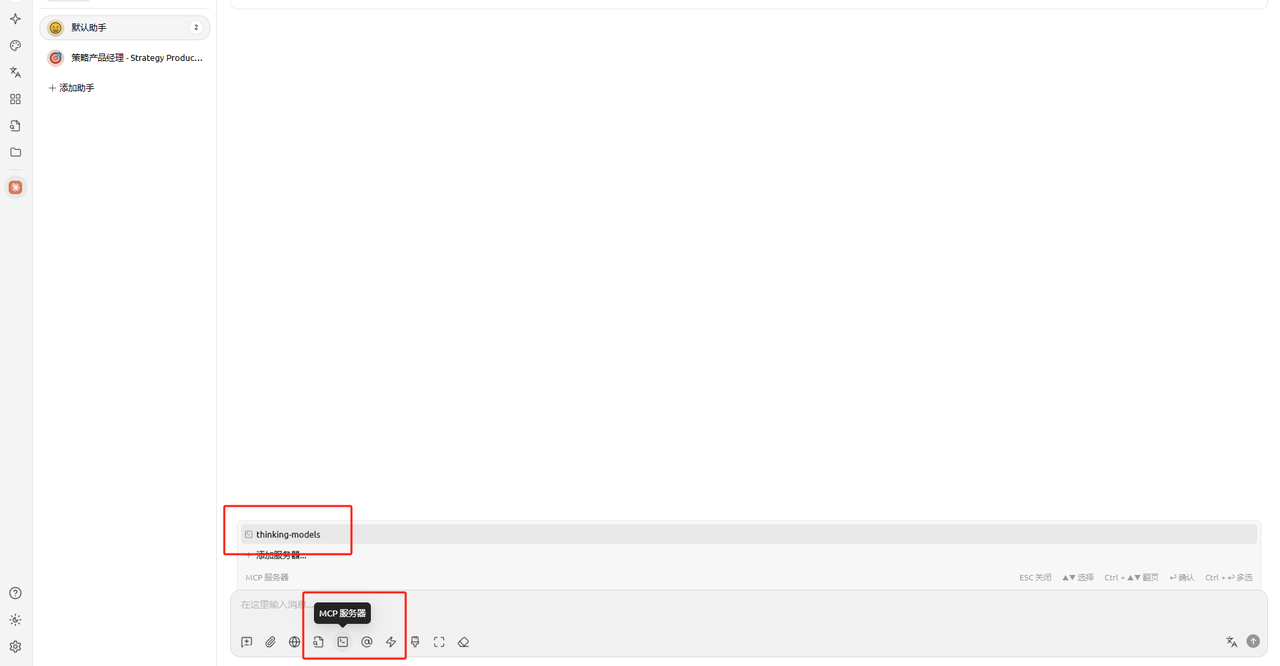 默认助手 2
策略产品经理 - Strategy Produc...
添加助手
thinking-models
添加服务器...
MCP 服务器
ESC 关闭 ▲▼ 选择 Ctrl + ▲▼ 翻页 ↩ 确认 Ctrl + ↩ 多选
在这里输入消息...
MCP 服务器